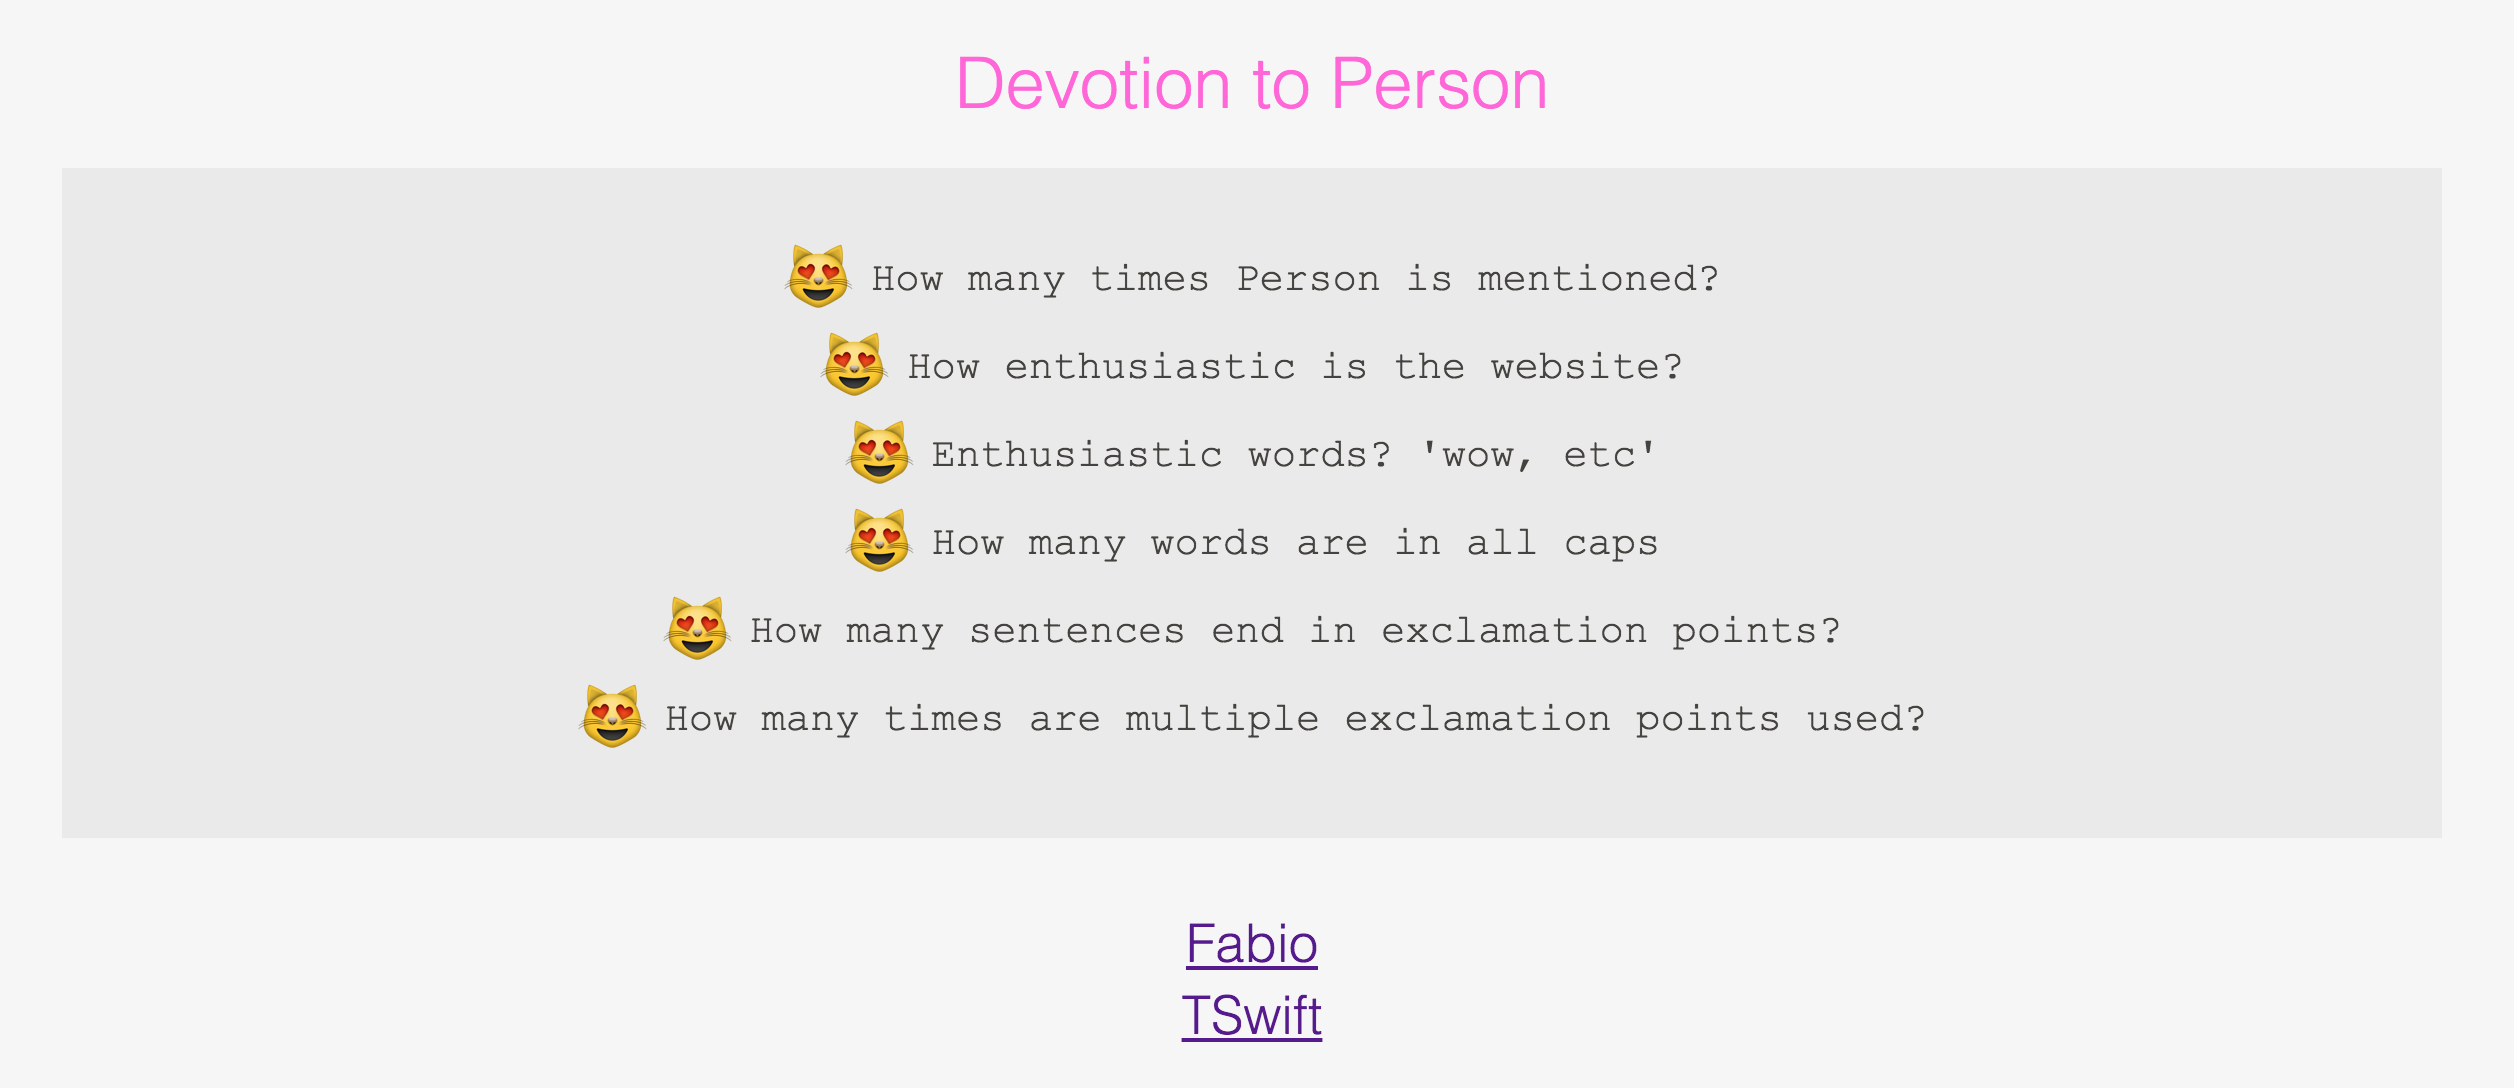 Devotion to Person
😻 How many times Person is mentioned?
😻 How enthusiastic is the website?
😻 Enthusiastic words? 'wow, etc'
😻 How many words are in all caps
😻 How many sentences end in exclamation points?
😻 How many times are multiple exclamation points used?
Fabio
TSwift